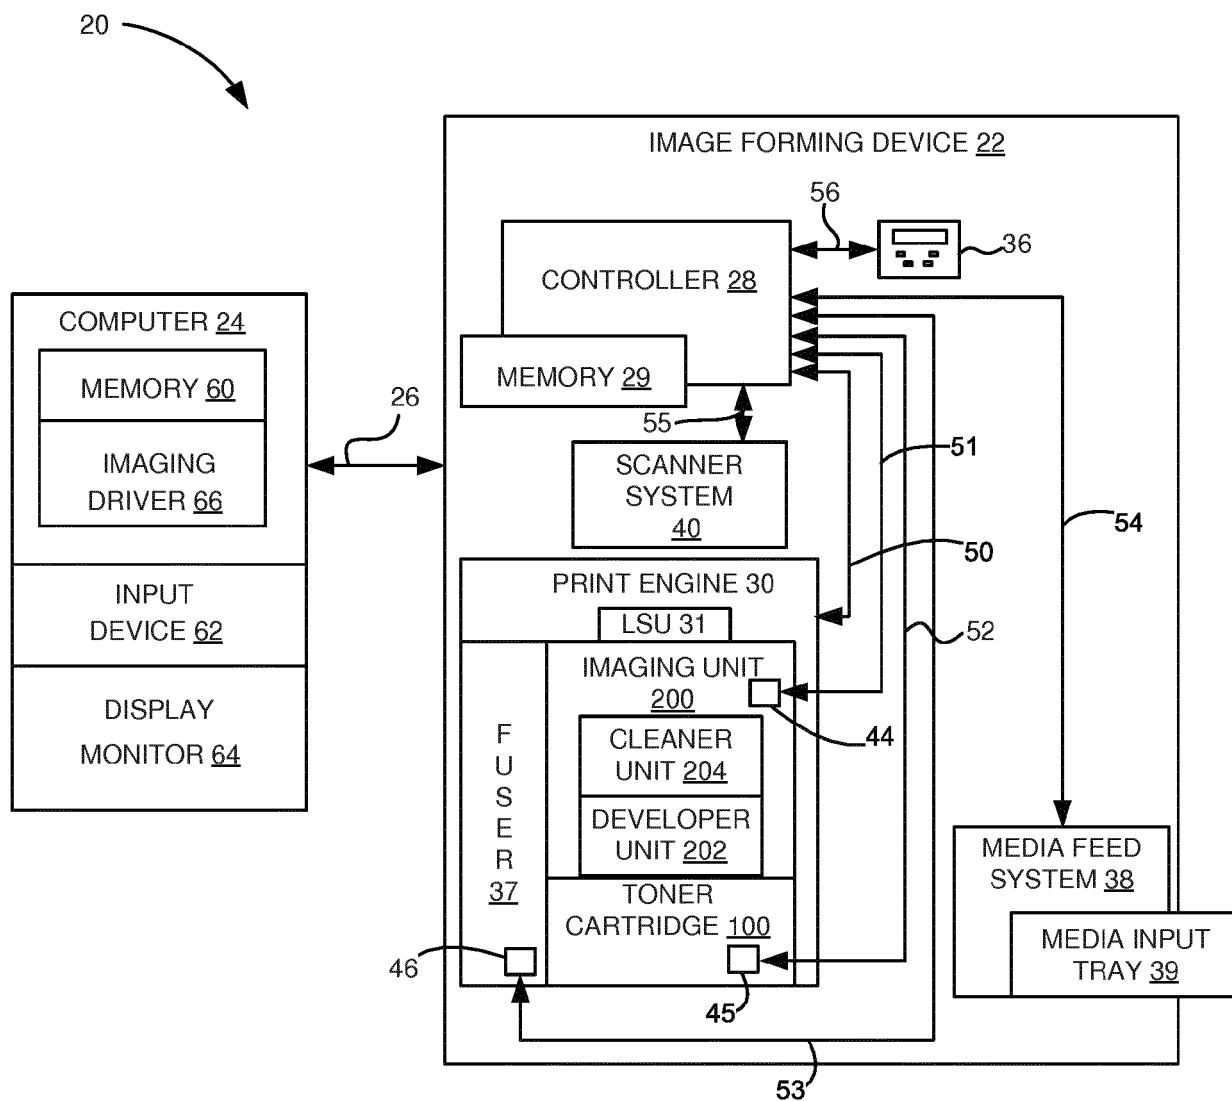 20
IMAGE FORMING DEVICE 22
56
36
CONTROLLER 28
MEMORY 29
55
SCANNER
SYSTEM
40
COMPUTER 24
MEMORY 60
IMAGING
DRIVER 66
INPUT
DEVICE 62
DISPLAY
MONITOR 64
26
51
50
54
52
PRINT ENGINE 30
LSU 31
IMAGING UNIT
200
44
CLEANER
UNIT 204
DEVELOPER
UNIT 202
F
U
S
E
R
37
TONER
CARTRIDGE 100
46
45
53
MEDIA FEED
SYSTEM 38
MEDIA INPUT
TRAY 39